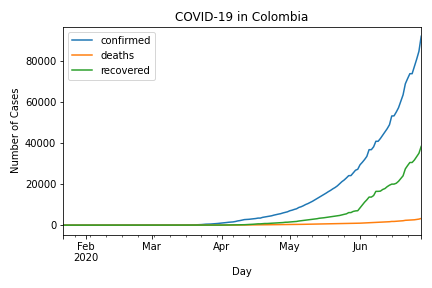 COVID-19 in Colombia
confirmed
deaths
recovered
Number of Cases
80000
60000
40000
20000
0
Feb
2020
Mar
Apr
May
Jun
Day